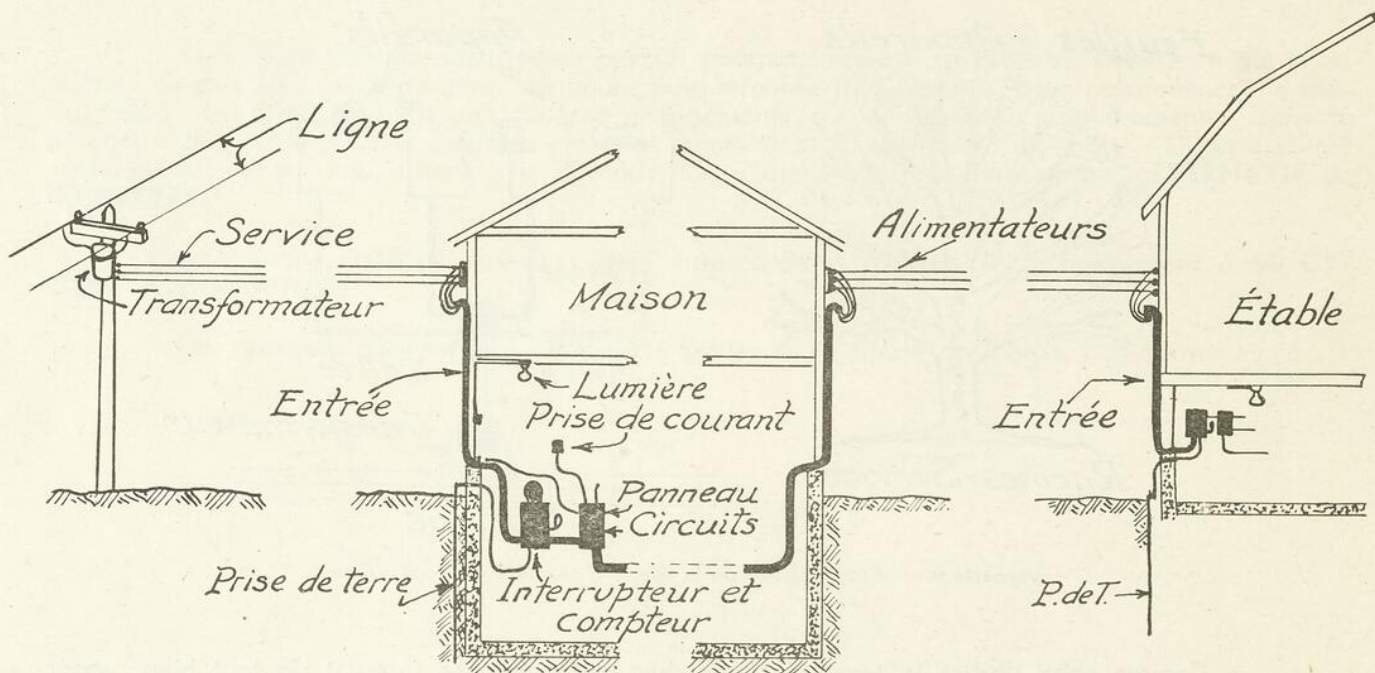 Ligne
Service
Transformateur
Entrée
Maison
Lumière
Prise de courant
Panneau
Circuits
Interrupteur et
compteur
Prise de terre
Alimentateurs
Étable
Entrée
P.deT.